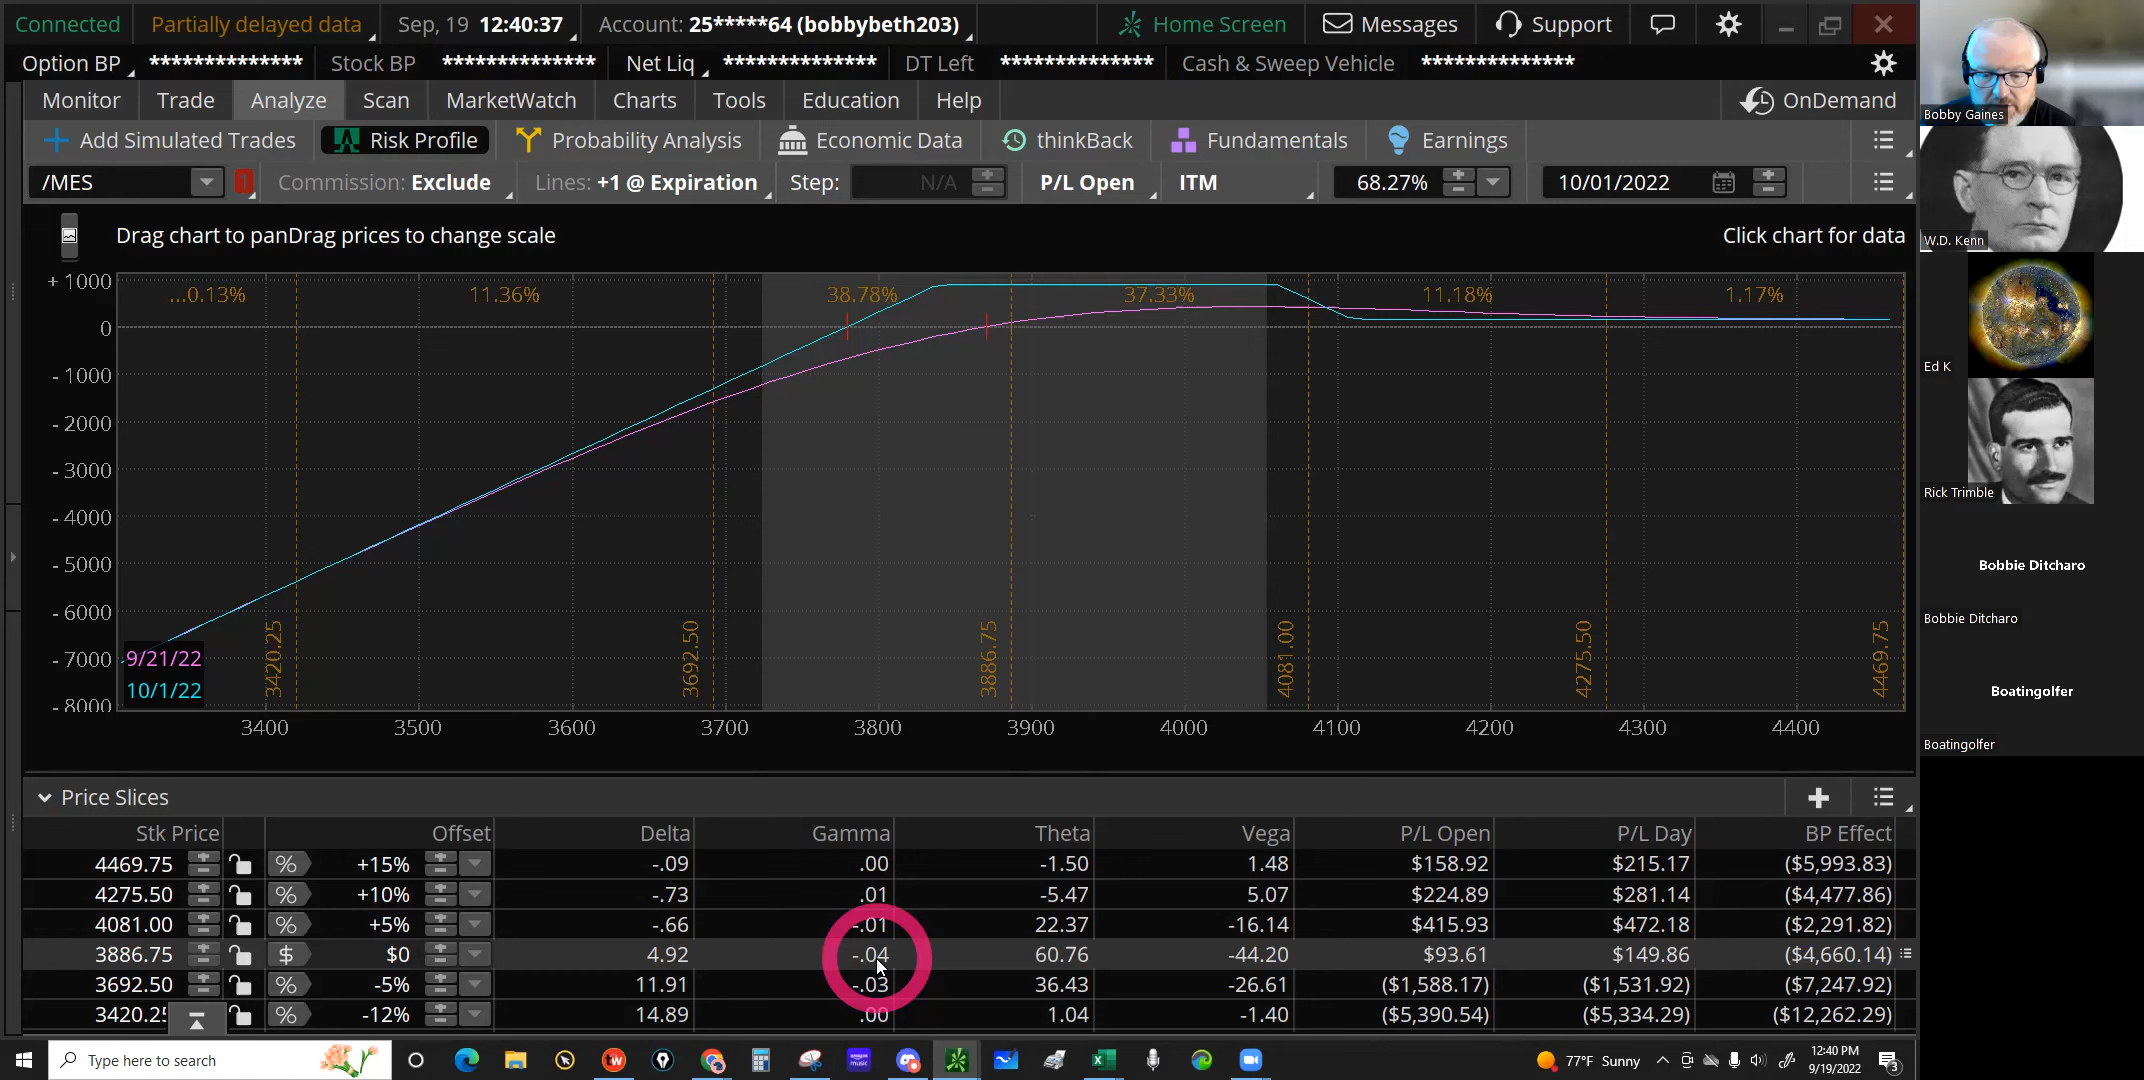 Connected Partially delayed data Sep, 19 12:40:37 Account: 25*****64 (bobbybeth203) Home Screen Messages Support
Option BP ************** Stock BP ************** Net Liq ************** DT Left ************** Cash & Sweep Vehicle **************
Monitor Trade Analyze Scan MarketWatch Charts Tools Education Help OnDemand
Add Simulated Trades Risk Profile Probability Analysis Economic Data thinkBack Fundamentals Earnings
/MES 1 Commission: Exclude Lines: +1 @ Expiration Step: N/A P/L Open ITM 68.27% 10/01/2022
Drag chart to panDrag prices to change scale Click chart for data
+ 1000
0
- 1000
- 2000
- 3000
- 4000
- 5000
- 6000
- 7000
- 8000
...0.13% 11.36% 38.78% 37.33% 11.18% 1.17%
3420.25 3692.50 3886.75 4081.00 4275.50 4469.75
9/21/22
10/1/22
3400 3500 3600 3700 3800 3900 4000 4100 4200 4300 4400
Price Slices
Stk Price Offset Delta Gamma Theta Vega P/L Open P/L Day BP Effect
4469.75 % +15% -.09 .00 -1.50 1.48 $158.92 $215.17 ($5,993.83)
4275.50 % +10% -.73 .01 -5.47 5.07 $224.89 $281.14 ($4,477.86)
4081.00 % +5% -.66 -.01 22.37 -16.14 $415.93 $472.18 ($2,291.82)
3886.75 $ $0 4.92 -.04 60.76 -44.20 $93.61 $149.86 ($4,660.14)
3692.50 % -5% 11.91 -.03 36.43 -26.61 ($1,588.17) ($1,531.92) ($7,247.92)
3420.25 % -12% 14.89 .00 1.04 -1.40 ($5,390.54) ($5,334.29) ($12,262.29)
Type here to search
amazon music
77°F Sunny
12:40 PM
9/19/2022
3
Bobby Gaines
W.D. Kenn
Ed K
Rick Trimble
Bobbie Ditcharo
Bobbie Ditcharo
Boatingolfer
Boatingolfer